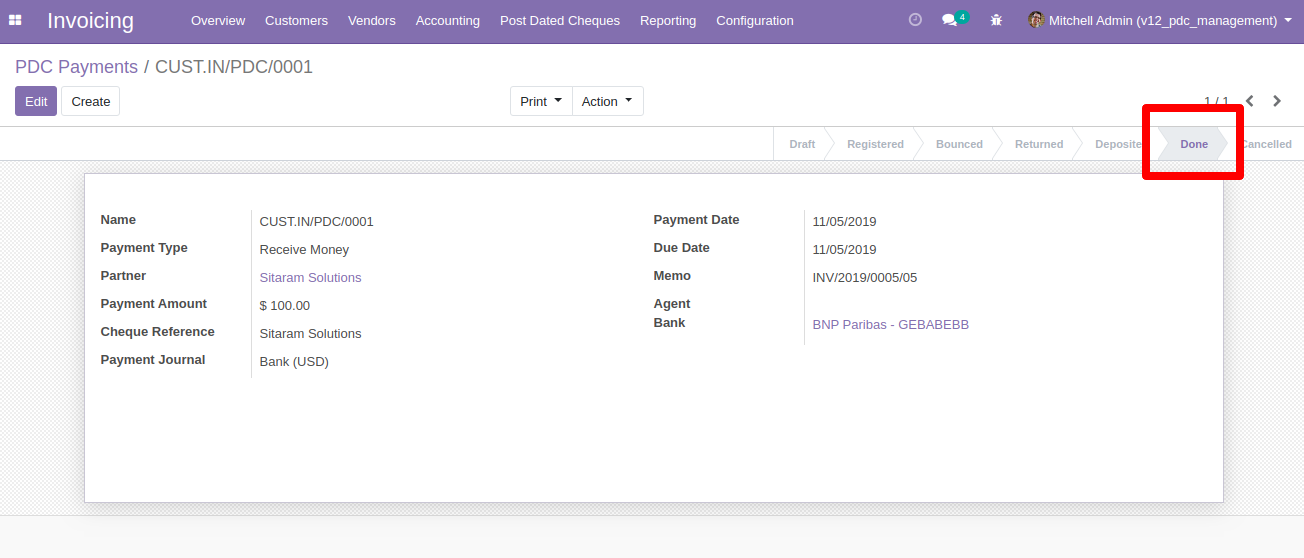 Invoicing Overview Customers Vendors Accounting Post Dated Cheques Reporting Configuration 4 Mitchell Admin (v12_pdc_management)
PDC Payments / CUST.IN/PDC/0001
Edit Create Print Action 1 / 1
Draft Registered Bounced Returned Deposite Done Cancelled
Name CUST.IN/PDC/0001 Payment Date 11/05/2019
Payment Type Receive Money Due Date 11/05/2019
Partner Sitaram Solutions Memo INV/2019/0005/05
Payment Amount $ 100.00 Agent
Bank BNP Paribas - GEBABEBB
Cheque Reference Sitaram Solutions
Payment Journal Bank (USD)